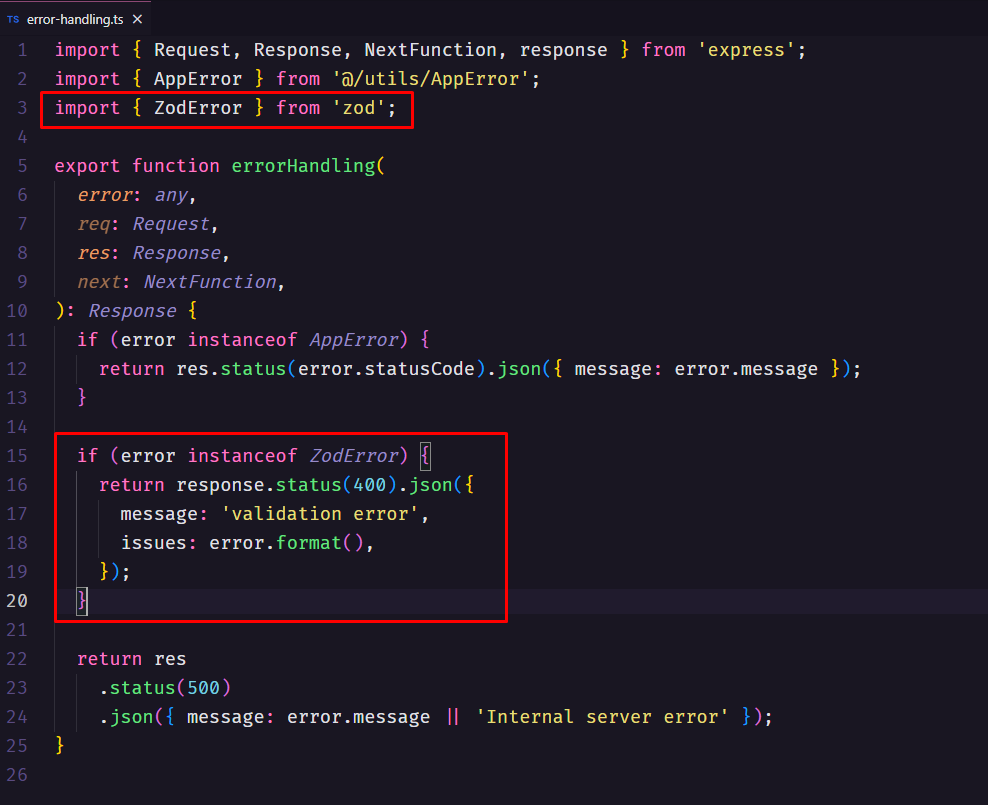 TS error-handling.ts ×
1 import { Request, Response, NextFunction, response } from 'express';
2 import { AppError } from '@/utils/AppError';
3 import { ZodError } from 'zod';
4
5 export function errorHandling(
6   error: any,
7   req: Request,
8   res: Response,
9   next: NextFunction,
10 ): Response {
11   if (error instanceof AppError) {
12     return res.status(error.statusCode).json({ message: error.message });
13   }
14
15   if (error instanceof ZodError) {
16     return response.status(400).json({
17       message: 'validation error',
18       issues: error.format(),
19     });
20   }
21
22   return res
23     .status(500)
24     .json({ message: error.message || 'Internal server error' });
25 }
26